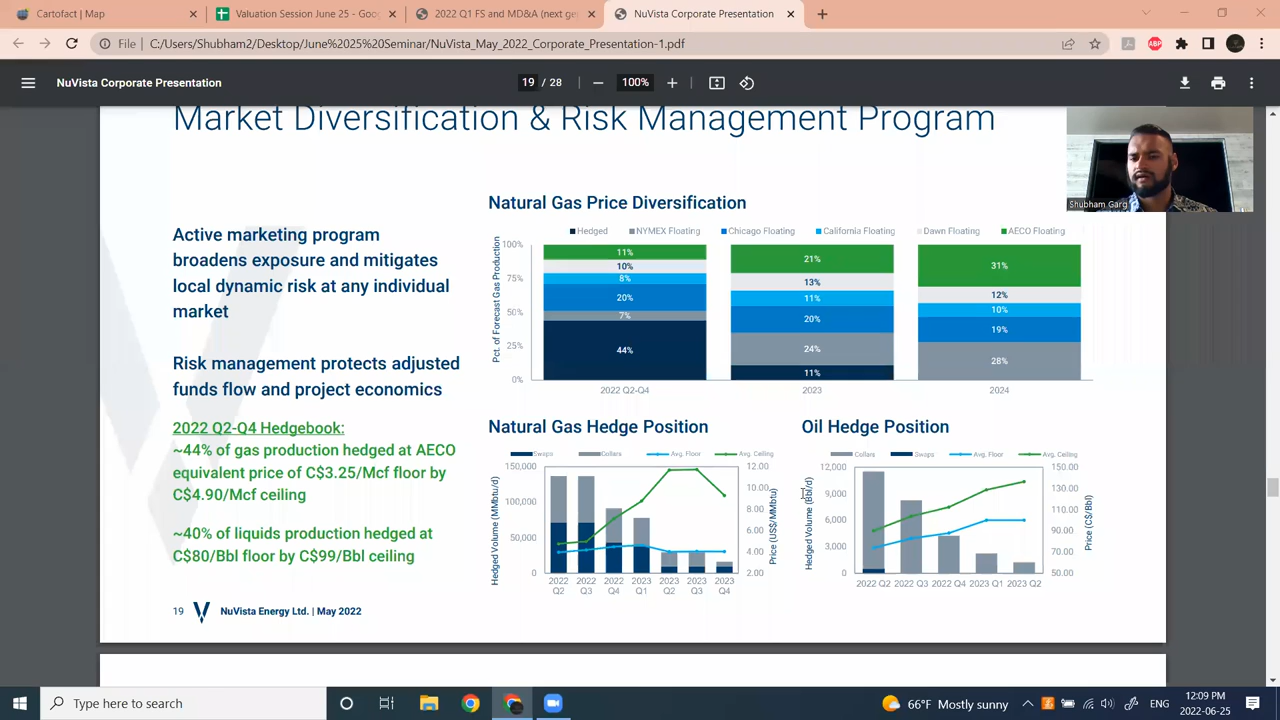 Cartofact | Map
Valuation Session June 25 - Goo
2022 Q1 FS and MD&A (next ge
NuVista Corporate Presentation
File
C:/Users/Shubham2/Desktop/June%2025%20Seminar/NuVista_May_2022_Corporate_Presentation-1.pdf
ABP
NuVista Corporate Presentation
19 / 28
100%
Market Diversification & Risk Management Program
Shubham Garg
Active marketing program
broadens exposure and mitigates
local dynamic risk at any individual
market
Risk management protects adjusted
funds flow and project economics
2022 Q2-Q4 Hedgebook:
~44% of gas production hedged at AECO
equivalent price of C$3.25/Mcf floor by
C$4.90/Mcf ceiling
~40% of liquids production hedged at
C$80/Bbl floor by C$99/Bbl ceiling
Natural Gas Price Diversification
Hedged NYMEX Floating Chicago Floating California Floating Dawn Floating AECO Floating
Pct. of Forecast Gas Production
100%
75%
50%
25%
0%
11%
10%
8%
20%
7%
44%
21%
13%
11%
20%
24%
11%
31%
12%
10%
19%
28%
2022 Q2-Q4 2023 2024
Natural Gas Hedge Position
Swaps Collars Avg. Floor Avg. Ceiling
Hedged Volume (MMbtu/d)
150,000
100,000
50,000
0
12.00
10.00
8.00
6.00
4.00
2.00
Price (US$/MMbtu)
2022 2022 2022 2023 2023 2023 2023
Q2 Q3 Q4 Q1 Q2 Q3 Q4
Oil Hedge Position
Collars Swaps Avg. Floor Avg. Ceiling
Hedged Volume (Bbl/d)
12,000
9,000
6,000
3,000
0
150.00
130.00
110.00
90.00
70.00
50.00
Price (C$/Bbl)
2022 Q2 2022 Q3 2022 Q4 2023 Q1 2023 Q2
19 NuVista Energy Ltd. | May 2022
Type here to search
66°F Mostly sunny
ENG
12:09 PM
2022-06-25